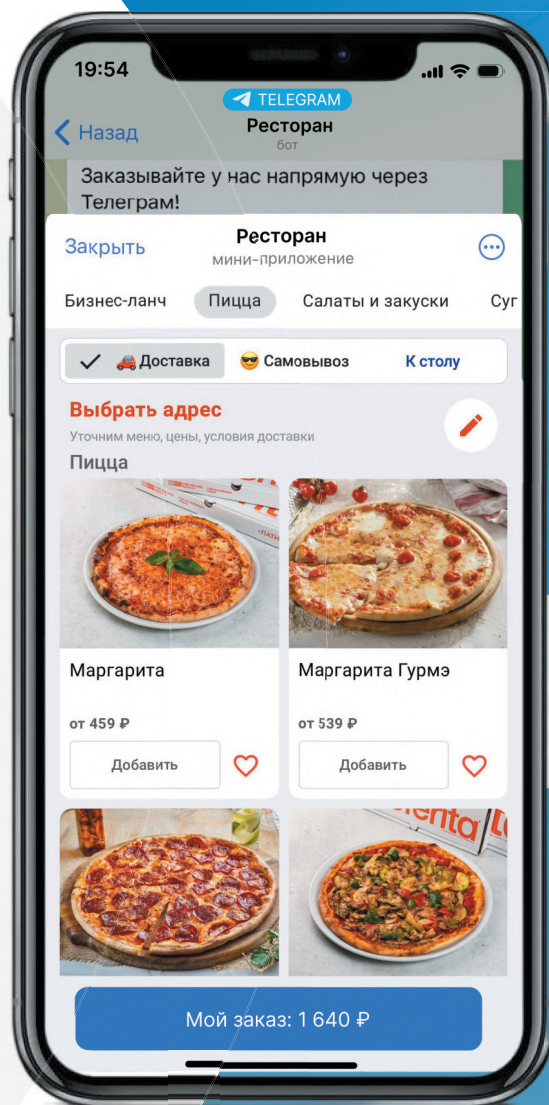 19:54
TELEGRAM
Назад
Ресторан
бот
Заказывайте у нас напрямую через
Телеграм!
Закрыть
Ресторан
мини-приложение
Бизнес-ланч Пицца Салаты и закуски Суп
Доставка Самовывоз К столу
Выбрать адрес
Уточним меню, цены, условия доставки
Пицца
Маргарита
от 459 ₽
Добавить
Маргарита Гурмэ
от 539 ₽
Добавить
Мой заказ: 1 640 ₽